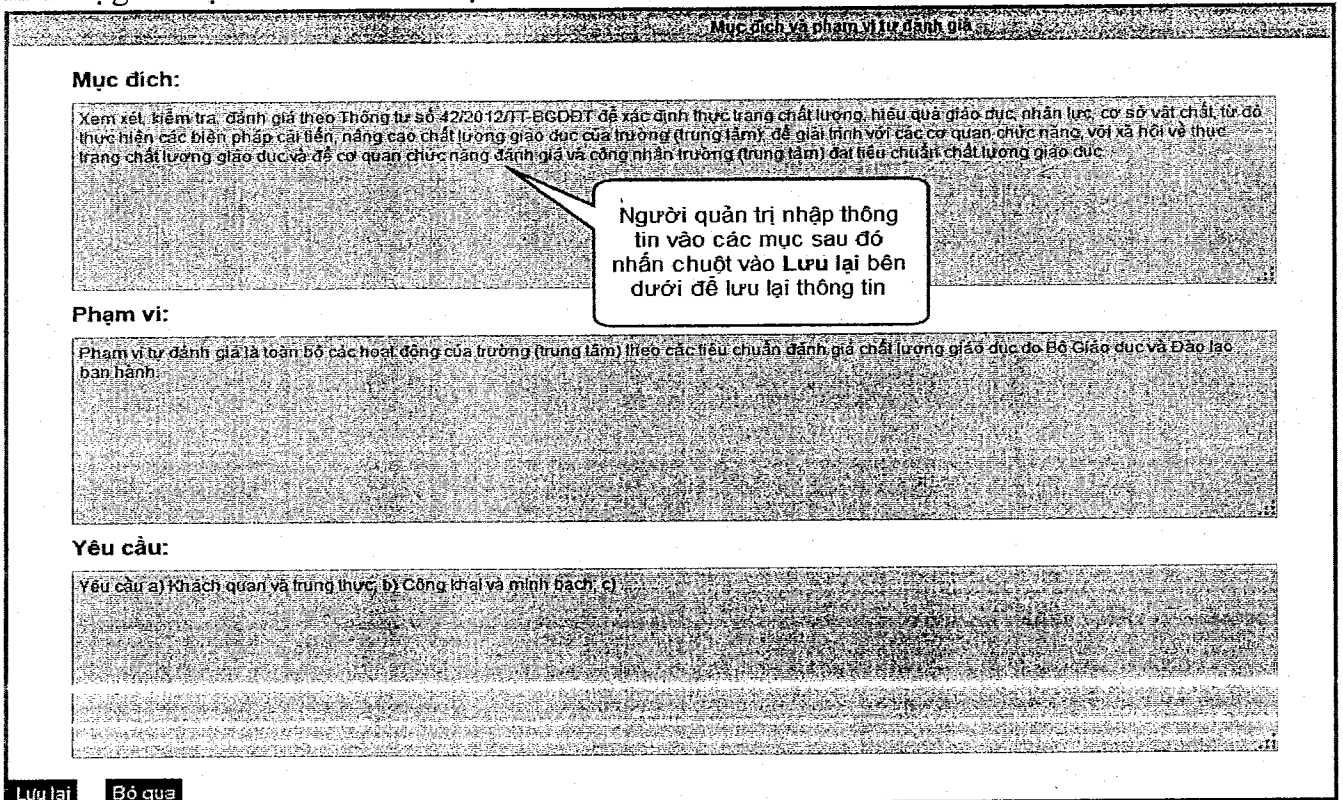 Mục đích và phạm vi tự đánh giá
Mục đích:
Xem xét, kiểm tra, đánh giá theo Thông tư số 42/2012/TT-BGDĐT để xác định thực trạng chất lượng, hiệu quả giáo dục, nhân lực, cơ sở vật chất, từ đó
thực hiện các biện pháp cải tiến, nâng cao chất lượng giáo dục của trường (trung tâm); để giải trình với các cơ quan chức năng, với xã hội về thực
trạng chất lượng giáo dục và để cơ quan chức năng đánh giá và công nhận trường (trung tâm) đạt tiêu chuẩn chất lượng giáo dục.
Người quản trị nhập thông
tin vào các mục sau đó
nhấn chuột vào Lưu lại bên
dưới để lưu lại thông tin
Phạm vi:
Phạm vi tự đánh giá là toàn bộ các hoạt động của trường (trung tâm) theo các tiêu chuẩn đánh giá chất lượng giáo dục do Bộ Giáo dục và Đào tạo
ban hành.
Yêu cầu:
Yêu cầu a) Khách quan và trung thực; b) Công khai và minh bạch; c)
Lưu lại Bỏ qua